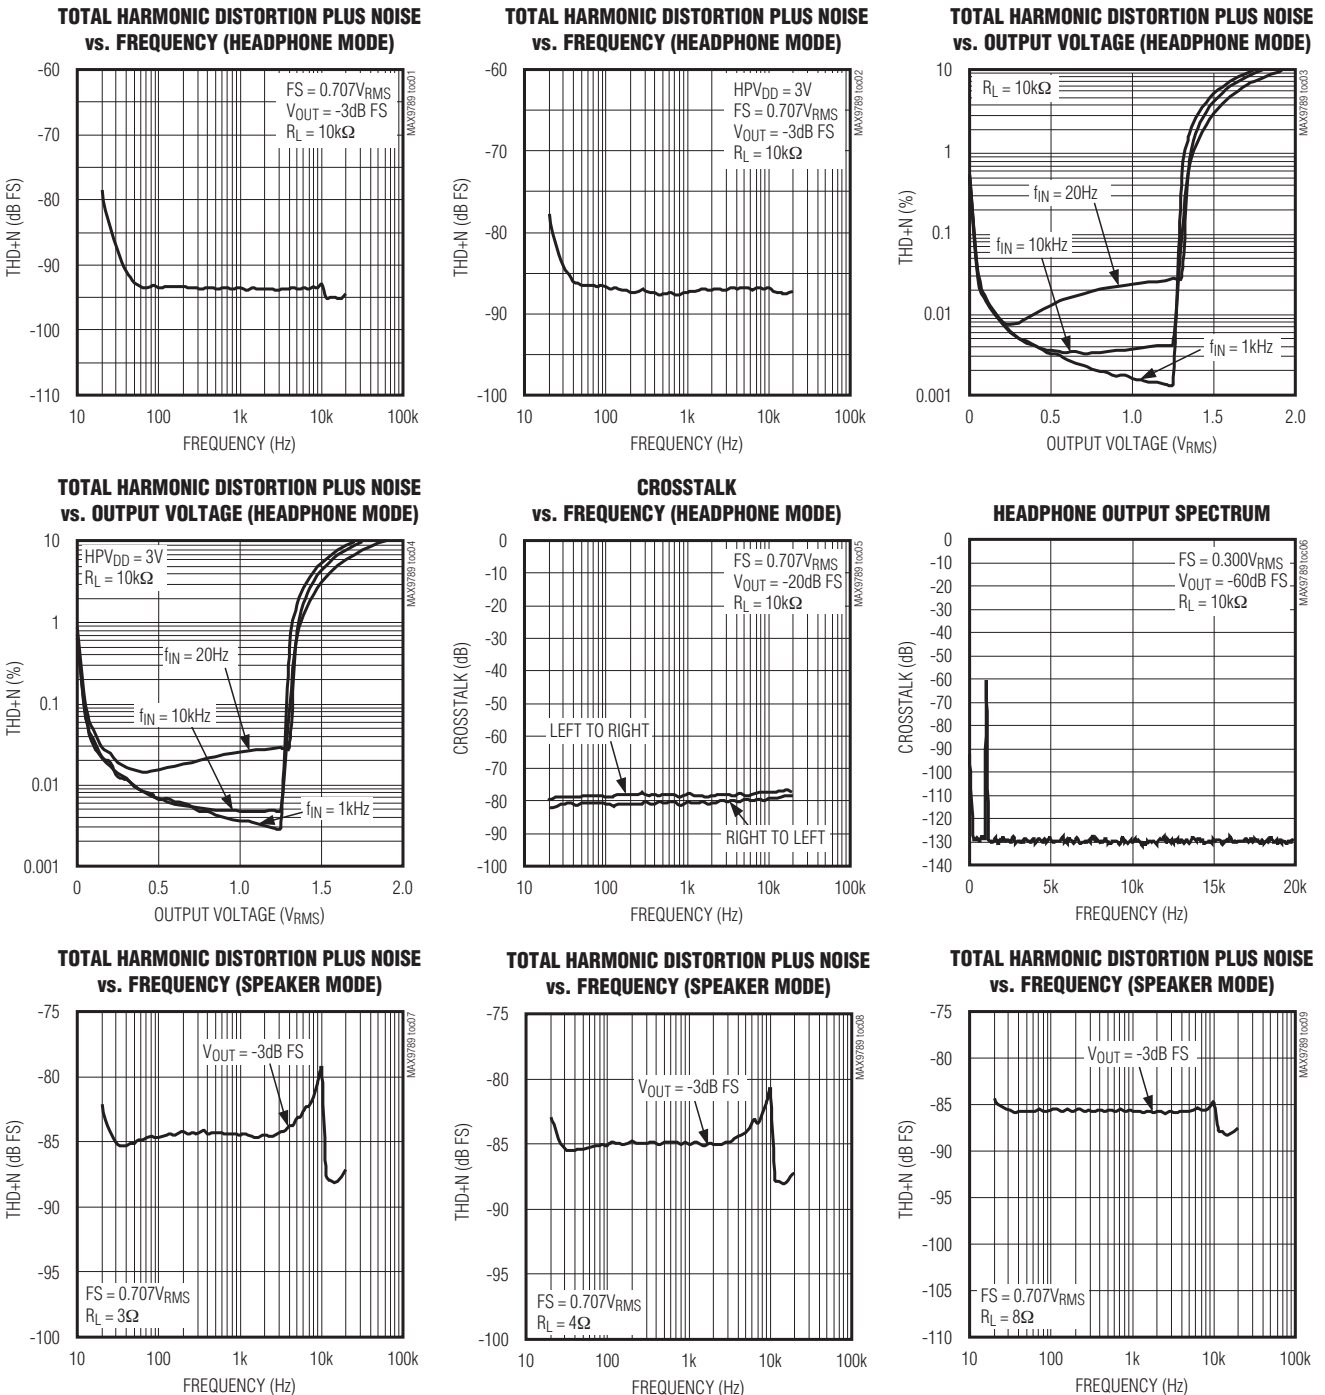 TOTAL HARMONIC DISTORTION PLUS NOISE
vs. FREQUENCY (HEADPHONE MODE)
MAX9789 toc01
FS = 0.707VRMS
VOUT = -3dB FS
RL = 10kΩ
THD+N (dB FS)
-60
-70
-80
-90
-100
-110
10
100
1k
10k
100k
FREQUENCY (Hz)
TOTAL HARMONIC DISTORTION PLUS NOISE
vs. FREQUENCY (HEADPHONE MODE)
MAX9789 toc02
HPVDD = 3V
FS = 0.707VRMS
VOUT = -3dB FS
RL = 10kΩ
THD+N (dB FS)
-60
-70
-80
-90
-100
10
100
1k
10k
100k
FREQUENCY (Hz)
TOTAL HARMONIC DISTORTION PLUS NOISE
vs. OUTPUT VOLTAGE (HEADPHONE MODE)
MAX9789 toc03
RL = 10kΩ
fIN = 20Hz
fIN = 10kHz
fIN = 1kHz
THD+N (%)
10
1
0.1
0.01
0.001
0
0.5
1.0
1.5
2.0
OUTPUT VOLTAGE (VRMS)
TOTAL HARMONIC DISTORTION PLUS NOISE
vs. OUTPUT VOLTAGE (HEADPHONE MODE)
MAX9789 toc04
HPVDD = 3V
RL = 10kΩ
fIN = 20Hz
fIN = 10kHz
fIN = 1kHz
THD+N (%)
10
1
0.1
0.01
0.001
0
0.5
1.0
1.5
2.0
OUTPUT VOLTAGE (VRMS)
CROSSTALK
vs. FREQUENCY (HEADPHONE MODE)
MAX9789 toc05
FS = 0.707VRMS
VOUT = -20dB FS
RL = 10kΩ
LEFT TO RIGHT
RIGHT TO LEFT
CROSSTALK (dB)
0
-10
-20
-30
-40
-50
-60
-70
-80
-90
-100
10
100
1k
10k
100k
FREQUENCY (Hz)
HEADPHONE OUTPUT SPECTRUM
MAX9789 toc06
FS = 0.300VRMS
VOUT = -60dB FS
RL = 10kΩ
CROSSTALK (dB)
0
-10
-20
-30
-40
-50
-60
-70
-80
-90
-100
-110
-120
-130
-140
0
5k
10k
15k
20k
FREQUENCY (Hz)
TOTAL HARMONIC DISTORTION PLUS NOISE
vs. FREQUENCY (SPEAKER MODE)
MAX9789 toc07
VOUT = -3dB FS
FS = 0.707VRMS
RL = 3Ω
THD+N (dB FS)
-75
-80
-85
-90
-95
-100
10
100
1k
10k
100k
FREQUENCY (Hz)
TOTAL HARMONIC DISTORTION PLUS NOISE
vs. FREQUENCY (SPEAKER MODE)
MAX9789 toc08
VOUT = -3dB FS
FS = 0.707VRMS
RL = 4Ω
THD+N (dB FS)
-75
-80
-85
-90
-95
-100
10
100
1k
10k
100k
FREQUENCY (Hz)
TOTAL HARMONIC DISTORTION PLUS NOISE
vs. FREQUENCY (SPEAKER MODE)
MAX9789 toc09
VOUT = -3dB FS
FS = 0.707VRMS
RL = 8Ω
THD+N (dB FS)
-75
-80
-85
-90
-95
-100
-105
-110
10
100
1k
10k
100k
FREQUENCY (Hz)